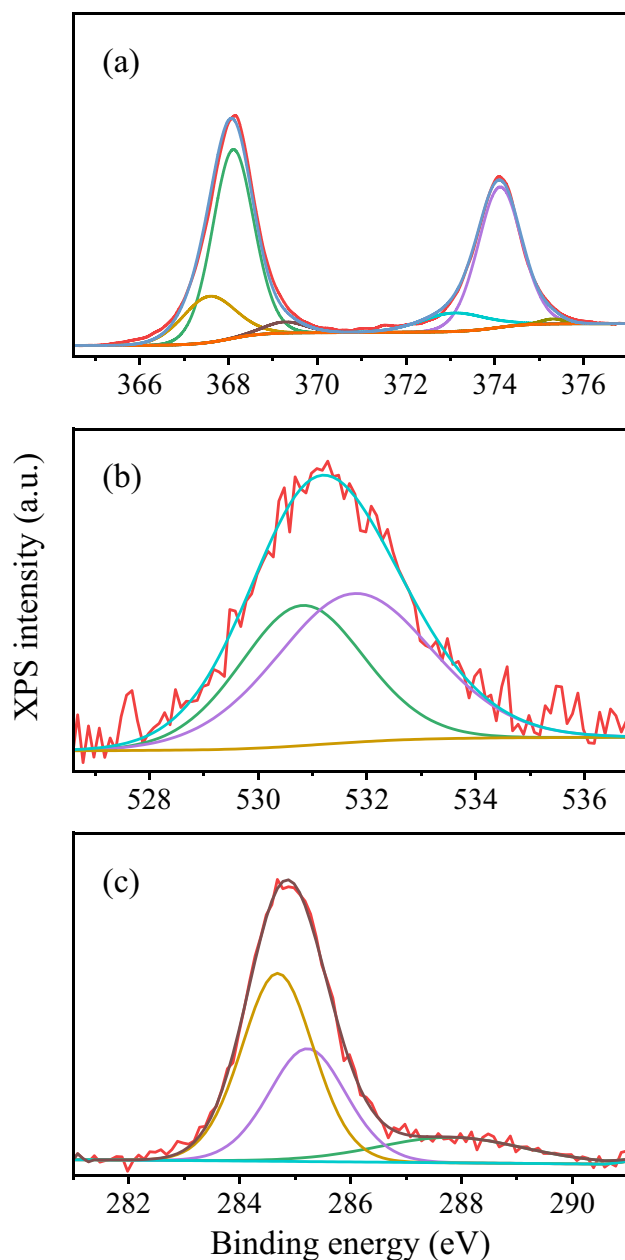 (a)
366 368 370 372 374 376
(b)
528 530 532 534 536
(c)
282 284 286 288 290
XPS intensity (a.u.)
Binding energy (eV)